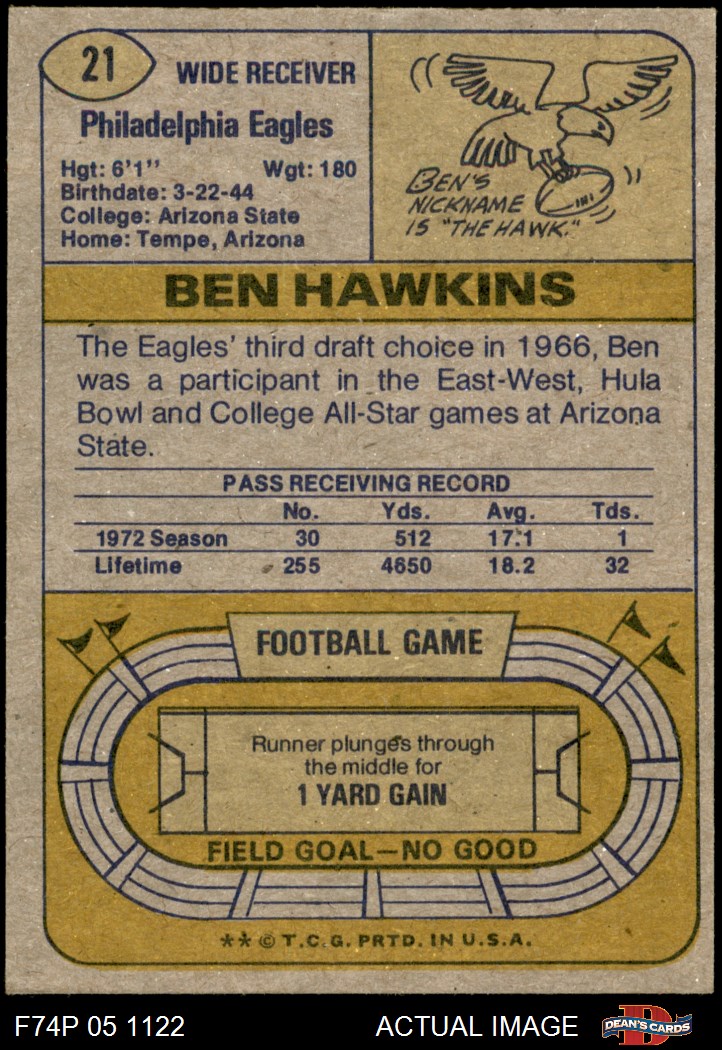 21
WIDE RECEIVER
Philadelphia Eagles
Hgt: 6'1" Wgt: 180
Birthdate: 3-22-44
College: Arizona State
Home: Tempe, Arizona
BEN'S
NICKNAME
IS "THE HAWK."
BEN HAWKINS
The Eagles' third draft choice in 1966, Ben
was a participant in the East-West, Hula
Bowl and College All-Star games at Arizona
State.
PASS RECEIVING RECORD
No. Yds. Avg. Tds.
1972 Season 30 512 17.1 1
Lifetime 255 4650 18.2 32
FOOTBALL GAME
Runner plunges through
the middle for
1 YARD GAIN
FIELD GOAL—NO GOOD
** © T.C.G. PRTD. IN U.S.A.
F74P 05 1122 ACTUAL IMAGE D DEAN'S CARDS